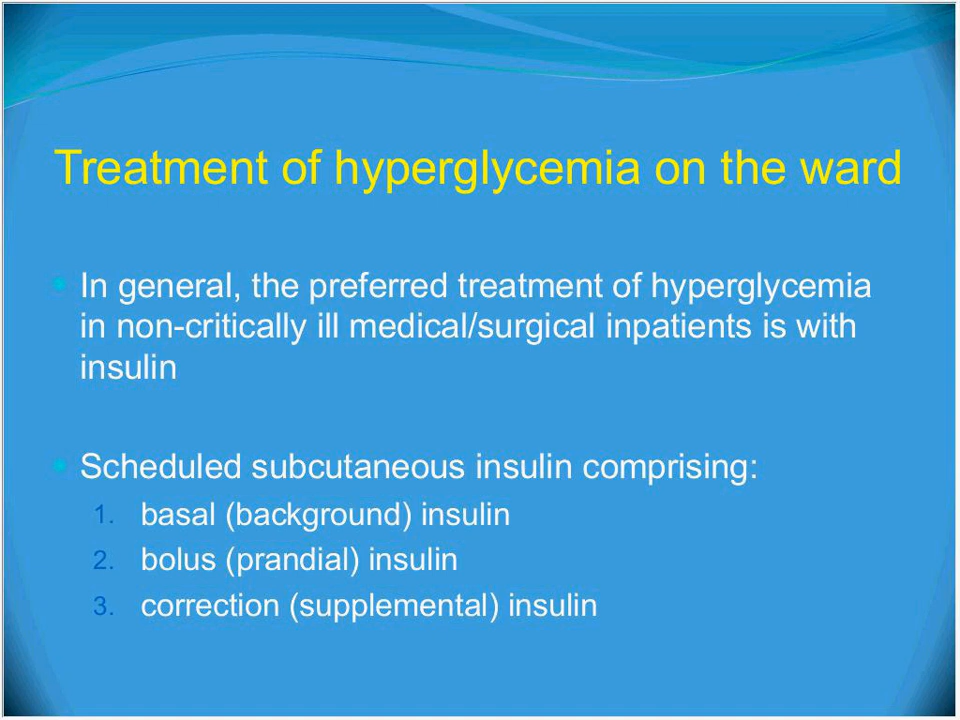 Treatment of hyperglycemia on the ward
In general, the preferred treatment of hyperglycemia
in non-critically ill medical/surgical inpatients is with
insulin
Scheduled subcutaneous insulin comprising:
1. basal (background) insulin
2. bolus (prandial) insulin
3. correction (supplemental) insulin